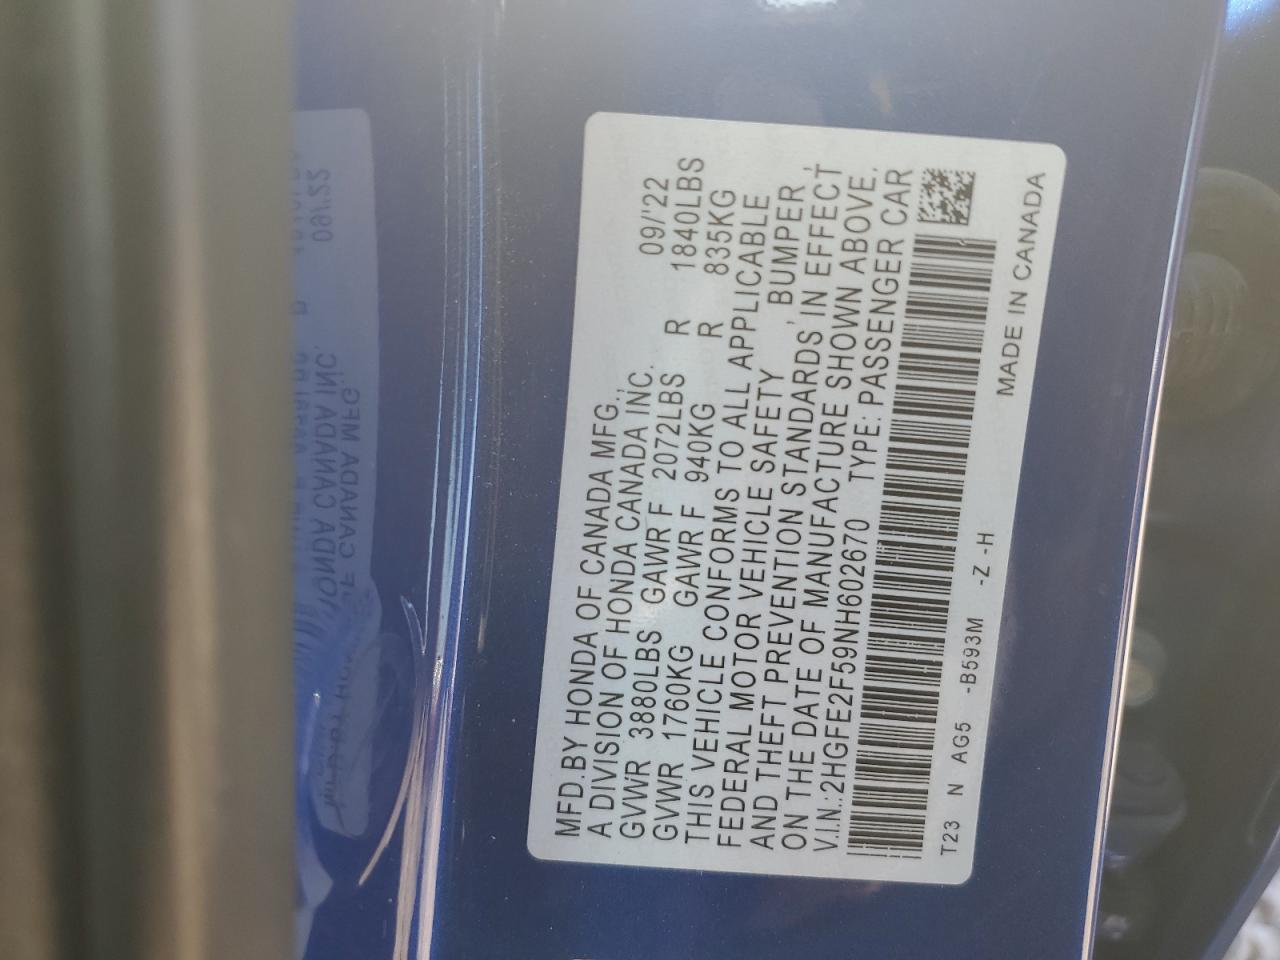 MFD.BY HONDA OF CANADA MFG.,
A DIVISION OF HONDA CANADA INC. 09/'22
GVWR 3880LBS GAWR F 2072LBS R 1840LBS
GVWR 1760KG GAWR F 940KG R 835KG
THIS VEHICLE CONFORMS TO ALL APPLICABLE
FEDERAL MOTOR VEHICLE SAFETY , BUMPER ,
AND THEFT PREVENTION STANDARDS IN EFFECT
ON THE DATE OF MANUFACTURE SHOWN ABOVE.
V.I.N.:2HGFE2F59NH602670 TYPE: PASSENGER CAR
T23 N AG5 -B593M -Z -H MADE IN CANADA